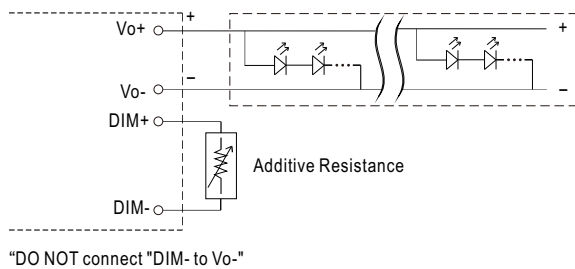 Vo+
+
+
–
Vo-
–
DIM+
Additive Resistance
DIM-
“DO NOT connect "DIM- to Vo-"